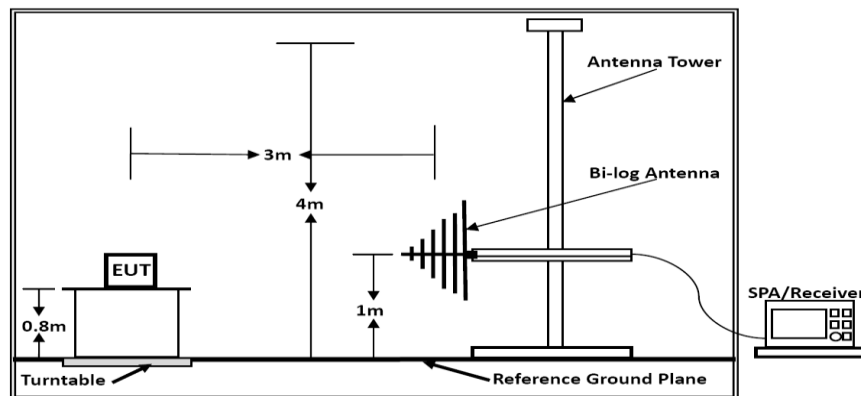 Antenna Tower
3m
Bi-log Antenna
4m
EUT
1m
SPA/Receiver
0.8m
Turntable
Reference Ground Plane